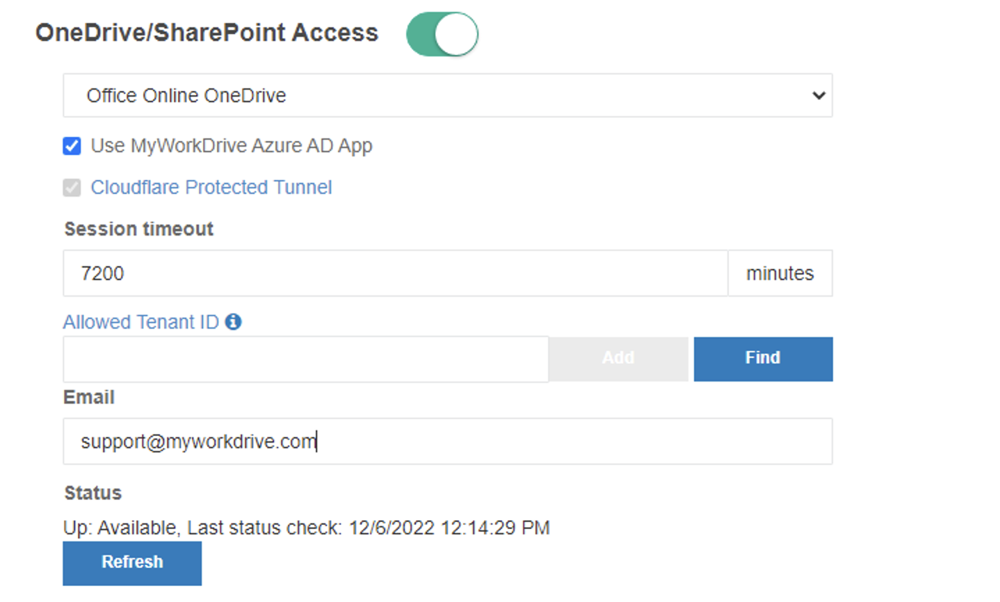 OneDrive/SharePoint Access
Office Online OneDrive
Use MyWorkDrive Azure AD App
Cloudflare Protected Tunnel
Session timeout
7200 minutes
Allowed Tenant ID
Add Find
Email
support@myworkdrive.com
Status
Up: Available, Last status check: 12/6/2022 12:14:29 PM
Refresh